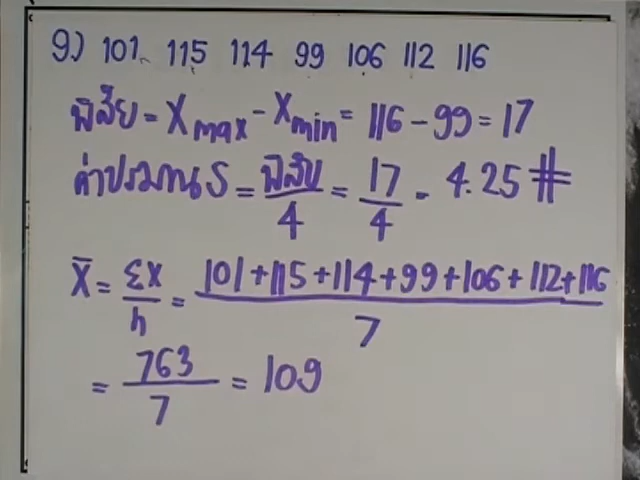 9.) 101 115 114 99 106 112 116
พิสัย = Xmax - Xmin = 116 - 99 = 17
ค่าประมาณ S = พิสัย/4 = 17/4 = 4.25 #
X̄ = Σx/n = 101+115+114+99+106+112+116/7
= 763/7 = 109